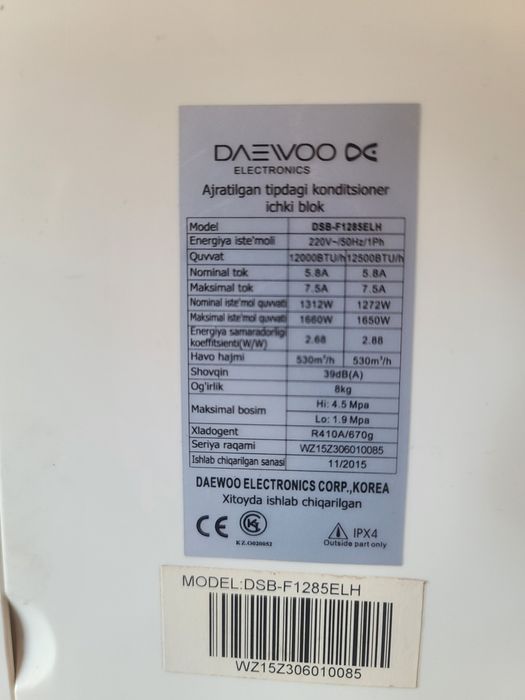 DAEWOO
ELECTRONICS
Ajratilgan tipdagi konditsioner
ichki blok
Model DSB-F1285ELH
Energiya iste'moli 220V~/50Hz/1Ph
Quvvat 12000BTU/h 12500BTU/h
Nominal tok 5.8A 5.8A
Maksimal tok 7.5A 7.5A
Nominal iste'mol quvvati 1312W 1272W
Maksimal iste'mol quvvati 1660W 1650W
Energiya samaradorligi
koeffitsienti(W/W) 2.68 2.88
Havo hajmi 530m³/h 530m³/h
Shovqin 39dB(A)
Og'irlik 8kg
Maksimal bosim Hi: 4.5 Mpa
Lo: 1.9 Mpa
Xladogent R410A/670g
Seriya raqami WZ15Z306010085
Ishlab chiqarilgan sanasi 11/2015
DAEWOO ELECTRONICS CORP.,KOREA
Xitoyda ishlab chiqarilgan
CE
IPX4
KZ.O020052
Outside part only
MODEL:DSB-F1285ELH
WZ15Z306010085